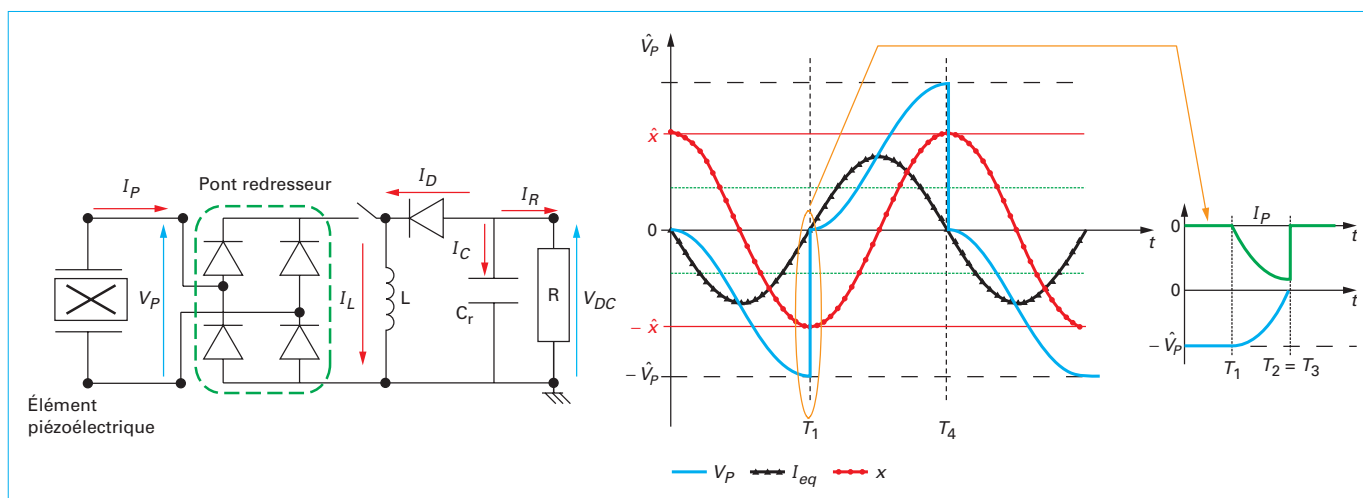 Pont redresseur
I_P
I_D
I_R
V_P
I_L
L
I_C
C_r
R
V_DC
Élément
piézoélectrique
V̂_P
x̂
0
t
− x̂
− V̂_P
T_1
T_4
V_P
I_eq
x
I_P
0
t
0
t
− V̂_P
T_1
T_2 = T_3